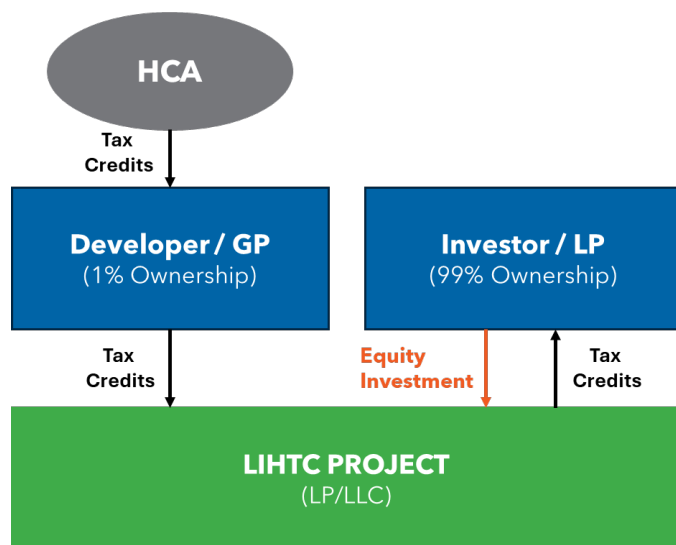 HCA
Tax
Credits
Developer / GP
(1% Ownership)
Investor / LP
(99% Ownership)
Tax
Credits
Equity
Investment
Tax
Credits
LIHTC PROJECT
(LP/LLC)